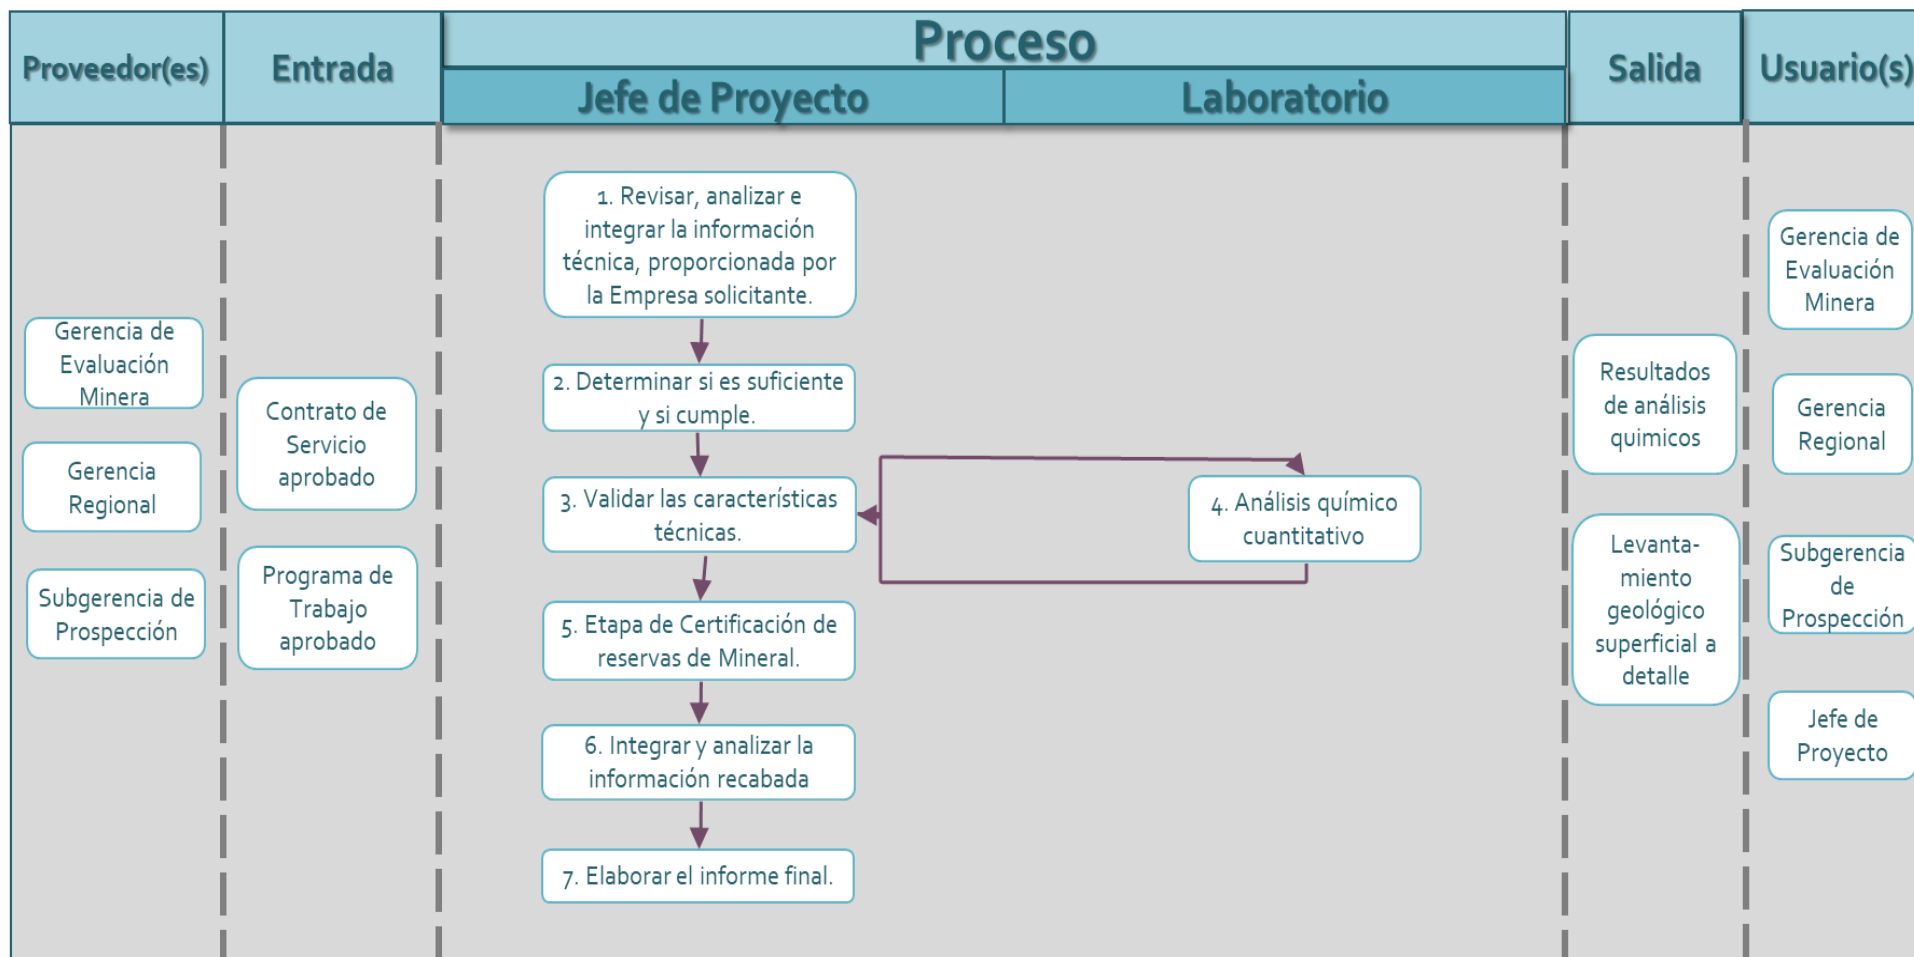 Proveedor(es)
Entrada
Proceso
Jefe de Proyecto
Laboratorio
Salida
Usuario(s)
Gerencia de
Evaluación
Minera
Gerencia
Regional
Subgerencia de
Prospección
Contrato de
Servicio
aprobado
Programa de
Trabajo
aprobado
1. Revisar, analizar e
integrar la información
técnica, proporcionada por
la Empresa solicitante.
2. Determinar si es suficiente
y si cumple.
3. Validar las características
técnicas.
4. Análisis químico
cuantitativo
5. Etapa de Certificación de
reservas de Mineral.
6. Integrar y analizar la
información recabada
7. Elaborar el informe final.
Resultados
de análisis
quimicos
Levanta-
miento
geológico
superficial a
detalle
Gerencia de
Evaluación
Minera
Gerencia
Regional
Subgerencia
de
Prospección
Jefe de
Proyecto